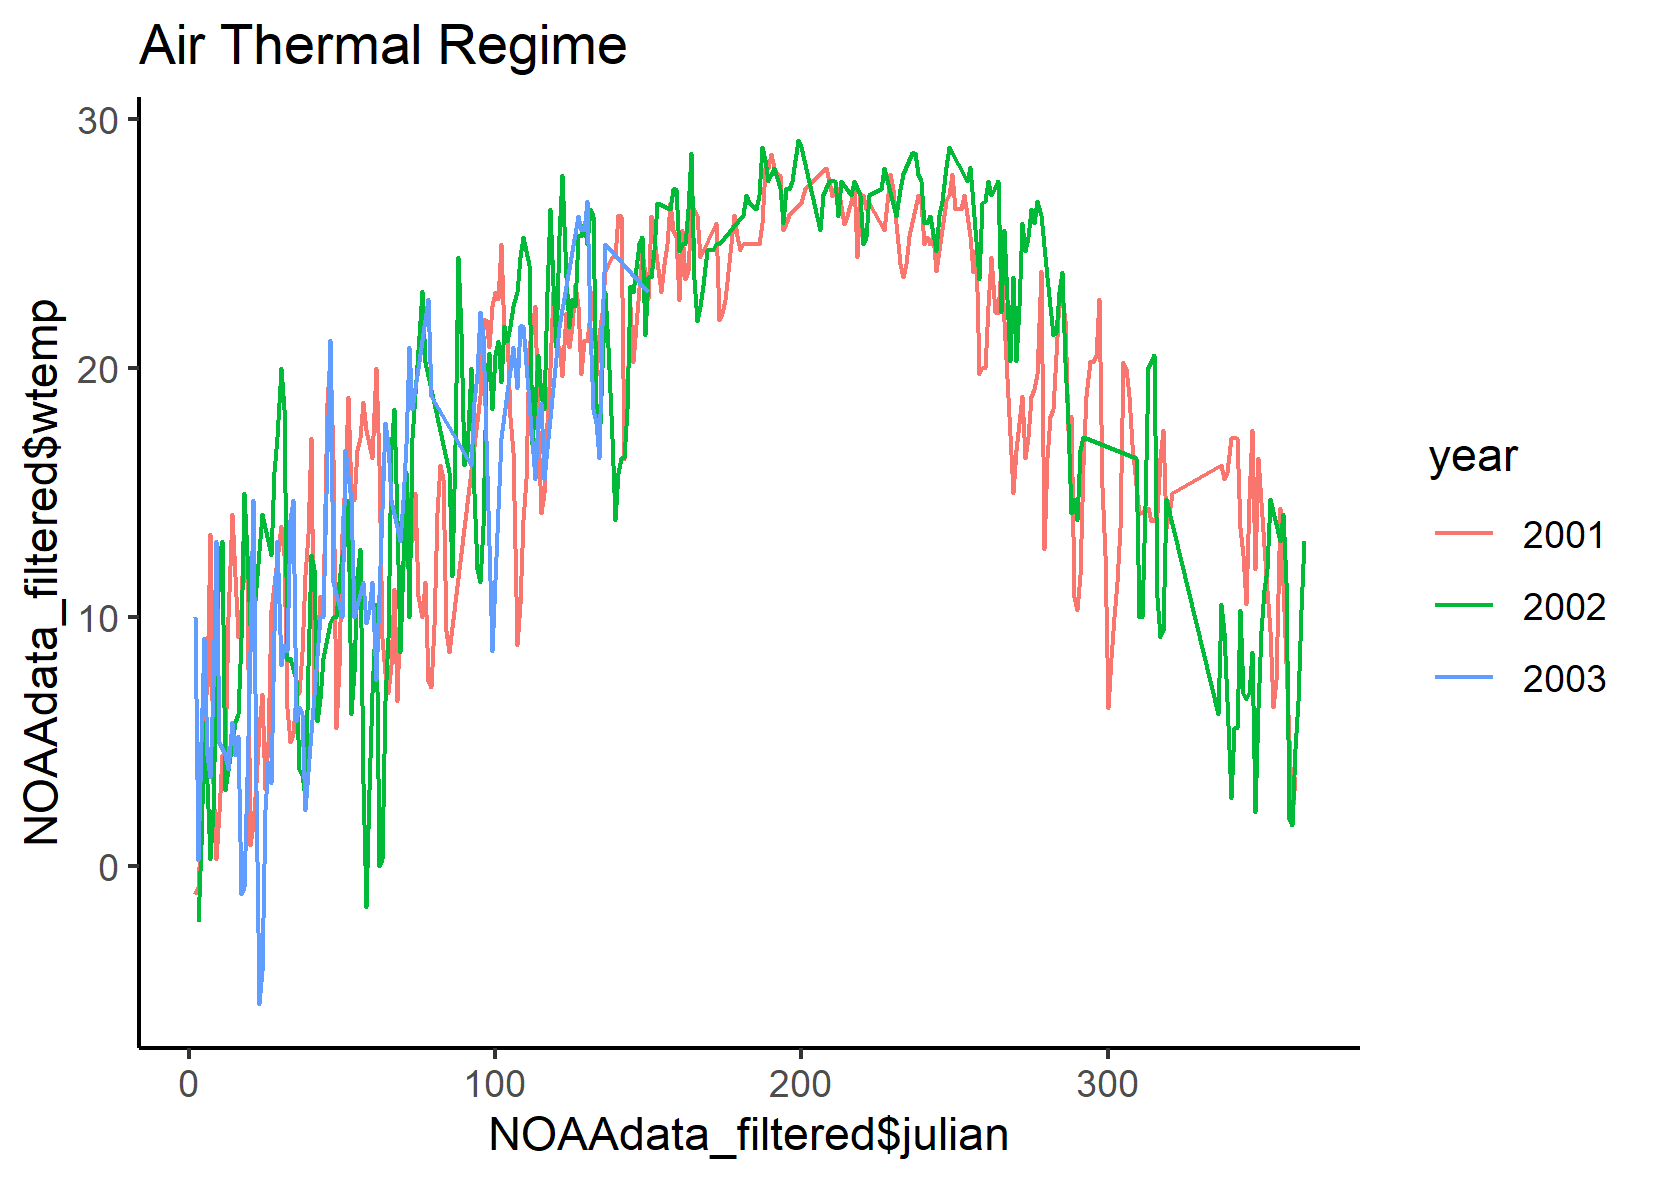 Air Thermal Regime
30
20
10
0
NOAAdata_filtered$wtemp
0 100 200 300
NOAAdata_filtered$julian
year
2001
2002
2003